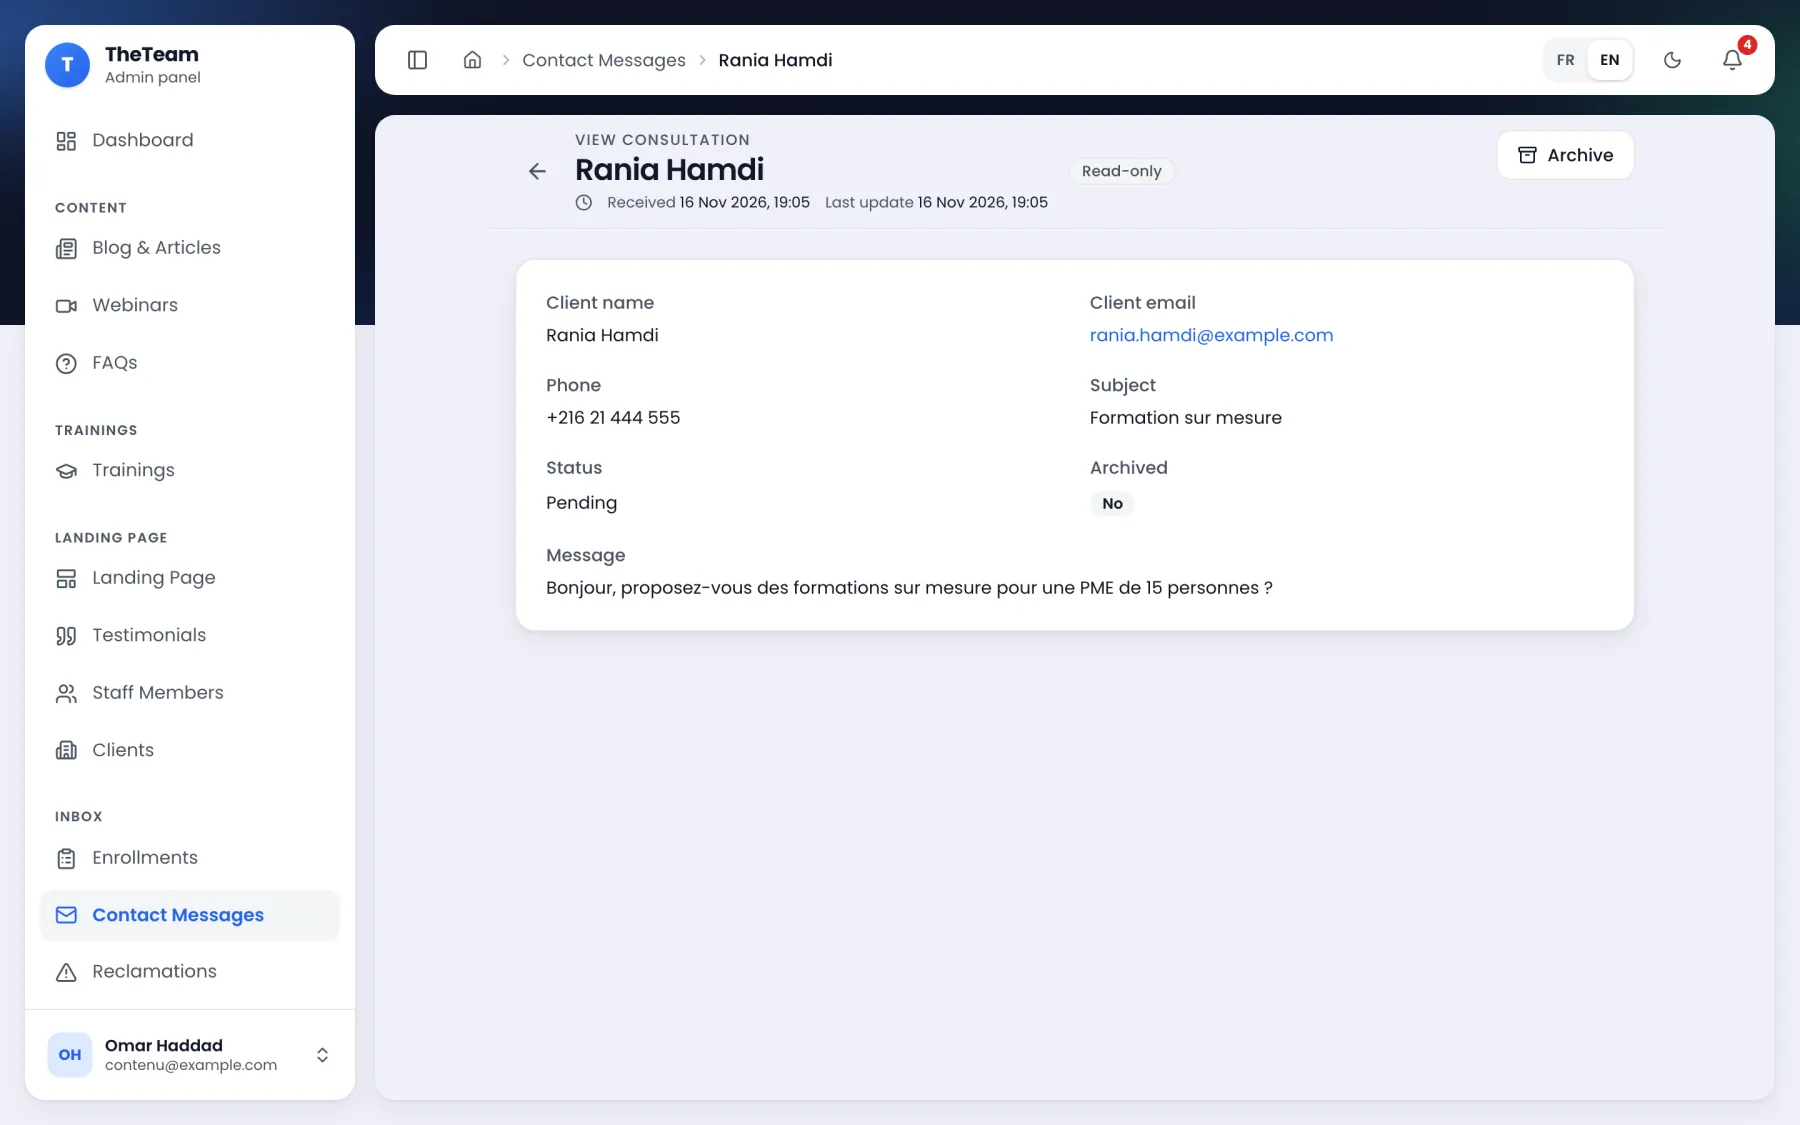 T
TheTeam
Admin panel
Dashboard
CONTENT
Blog & Articles
Webinars
FAQs
TRAININGS
Trainings
LANDING PAGE
Landing Page
Testimonials
Staff Members
Clients
INBOX
Enrollments
Contact Messages
Reclamations
OH
Omar Haddad
contenu@example.com
Contact Messages
Rania Hamdi
FR
EN
4
VIEW CONSULTATION
Rania Hamdi
Read-only
Received 16 Nov 2026, 19:05 Last update 16 Nov 2026, 19:05
Archive
Client name
Rania Hamdi
Client email
rania.hamdi@example.com
Phone
+216 21 444 555
Subject
Formation sur mesure
Status
Pending
Archived
No
Message
Bonjour, proposez-vous des formations sur mesure pour une PME de 15 personnes ?